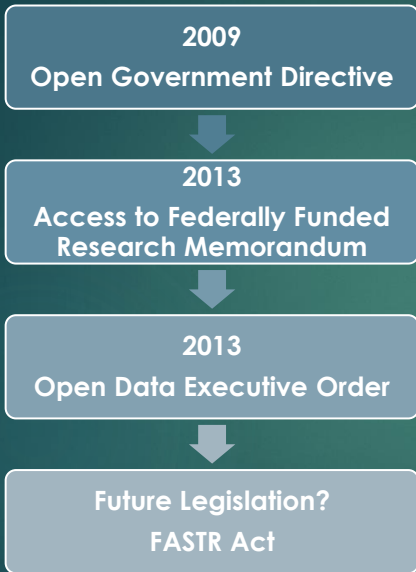 2009
Open Government Directive
2013
Access to Federally Funded
Research Memorandum
2013
Open Data Executive Order
Future Legislation?
FASTR Act